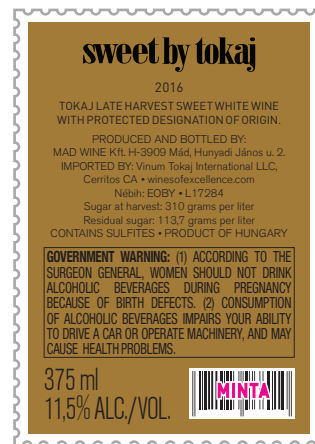 sweet by tokaj
2016
TOKAJ LATE HARVEST SWEET WHITE WINE
WITH PROTECTED DESIGNATION OF ORIGIN.
PRODUCED AND BOTTLED BY:
MAD WINE Kft. H-3909 Mád, Hunyadi János u. 2.
IMPORTED BY: Vinum Tokaj International LLC,
Cerritos CA • winesofexcellence.com
Nébih: EOBY • L17284
Sugar at harvest: 310 grams per liter
Residual sugar: 113,7 grams per liter
CONTAINS SULFITES • PRODUCT OF HUNGARY
GOVERNMENT WARNING: (1) ACCORDING TO THE
SURGEON GENERAL, WOMEN SHOULD NOT DRINK
ALCOHOLIC BEVERAGES DURING PREGNANCY
BECAUSE OF BIRTH DEFECTS. (2) CONSUMPTION
OF ALCOHOLIC BEVERAGES IMPAIRS YOUR ABILITY
TO DRIVE A CAR OR OPERATE MACHINERY, AND MAY
CAUSE HEALTH PROBLEMS.
375 ml
11,5% ALC./VOL.
MINTA